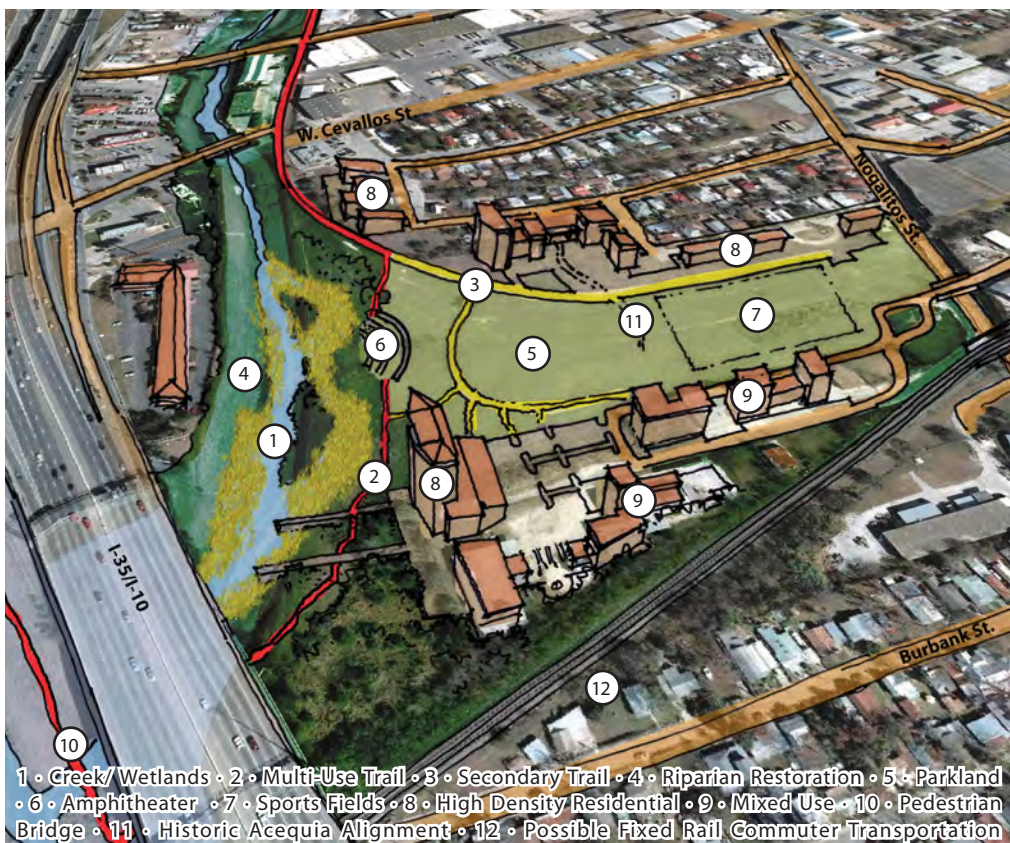 W. Cevallos St.
Nogalitos St.
8
8
3
11
7
6
5
4
9
1
2
8
9
I-35/I-10
Burbank St.
12
10
1 • Creek/ Wetlands • 2 • Multi-Use Trail • 3 • Secondary Trail • 4 • Riparian Restoration • 5 • Parkland
• 6 • Amphitheater • 7 • Sports Fields • 8 • High Density Residential • 9 • Mixed Use • 10 • Pedestrian
Bridge • 11 • Historic Acequia Alignment • 12 • Possible Fixed Rail Commuter Transportation